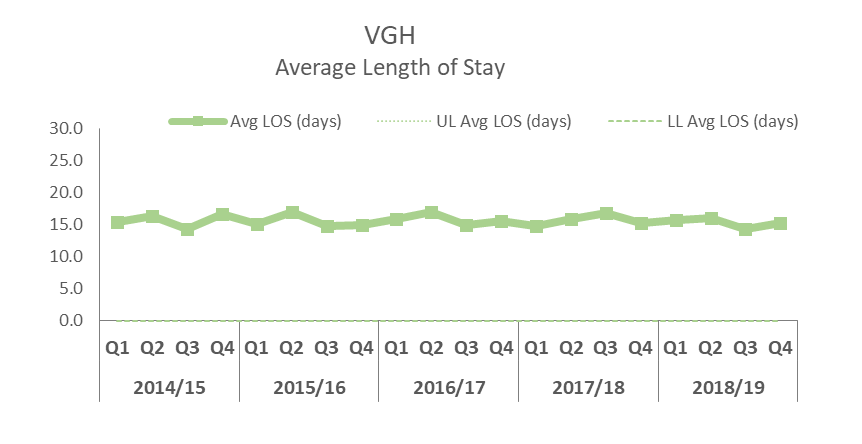 VGH
Average Length of Stay
Avg LOS (days) UL Avg LOS (days) LL Avg LOS (days)
30.0
25.0
20.0
15.0
10.0
5.0
0.0
Q1 Q2 Q3 Q4 Q1 Q2 Q3 Q4 Q1 Q2 Q3 Q4 Q1 Q2 Q3 Q4 Q1 Q2 Q3 Q4
2014/15 2015/16 2016/17 2017/18 2018/19